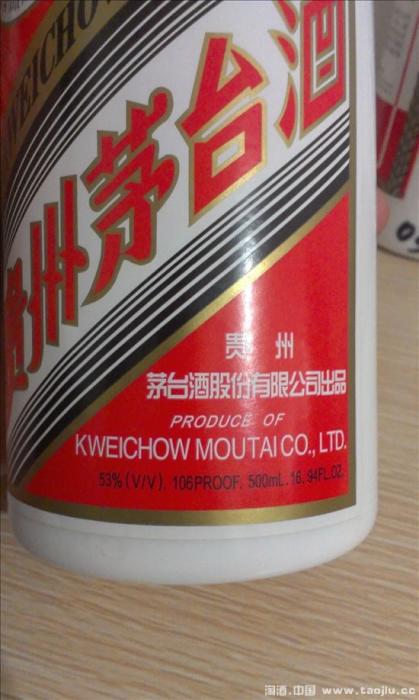 KWEICHOW
贵州茅台酒
贵 州
茅台酒股份有限公司出品
PRODUCE OF
KWEICHOW MOUTAI CO., LTD.
53% (V/V). 106PROOF. 500mL. 16. 94FL.OZ.
淘酒.中国 www.taojiu.cc